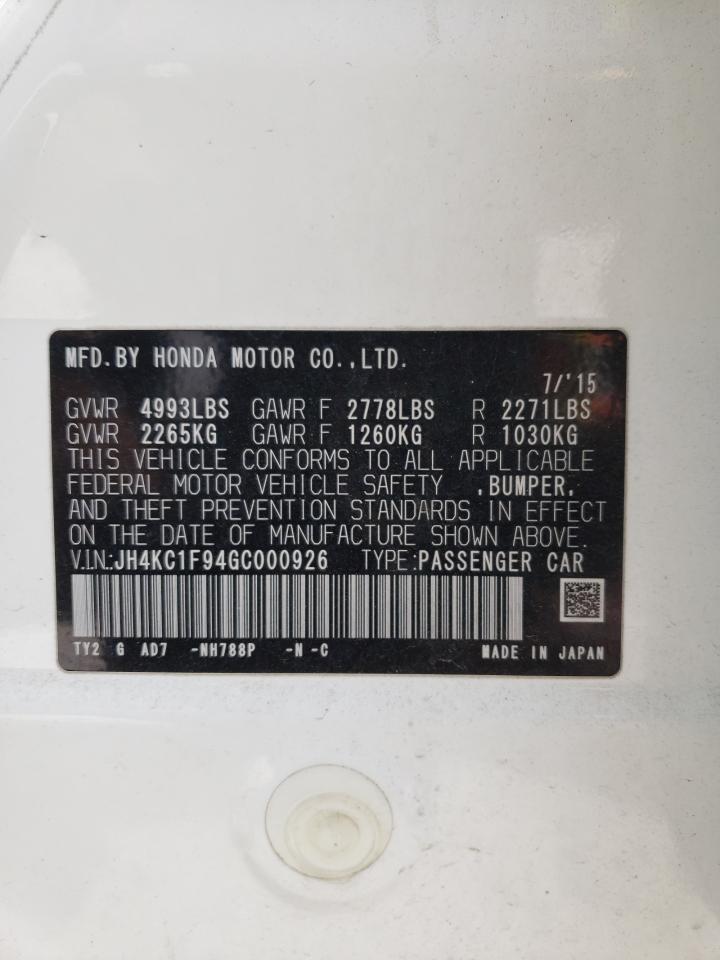 MFD.BY HONDA MOTOR CO.,LTD.
7/'15
GVWR 4993LBS GAWR F 2778LBS R 2271LBS
GVWR 2265KG GAWR F 1260KG R 1030KG
THIS VEHICLE CONFORMS TO ALL APPLICABLE
FEDERAL MOTOR VEHICLE SAFETY ,BUMPER,
AND THEFT PREVENTION STANDARDS IN EFFECT
ON THE DATE OF MANUFACTURE SHOWN ABOVE.
V.I.N:JH4KC1F94GC000926 TYPE:PASSENGER CAR
TY2 G AD7 -NH788P -N -C MADE IN JAPAN